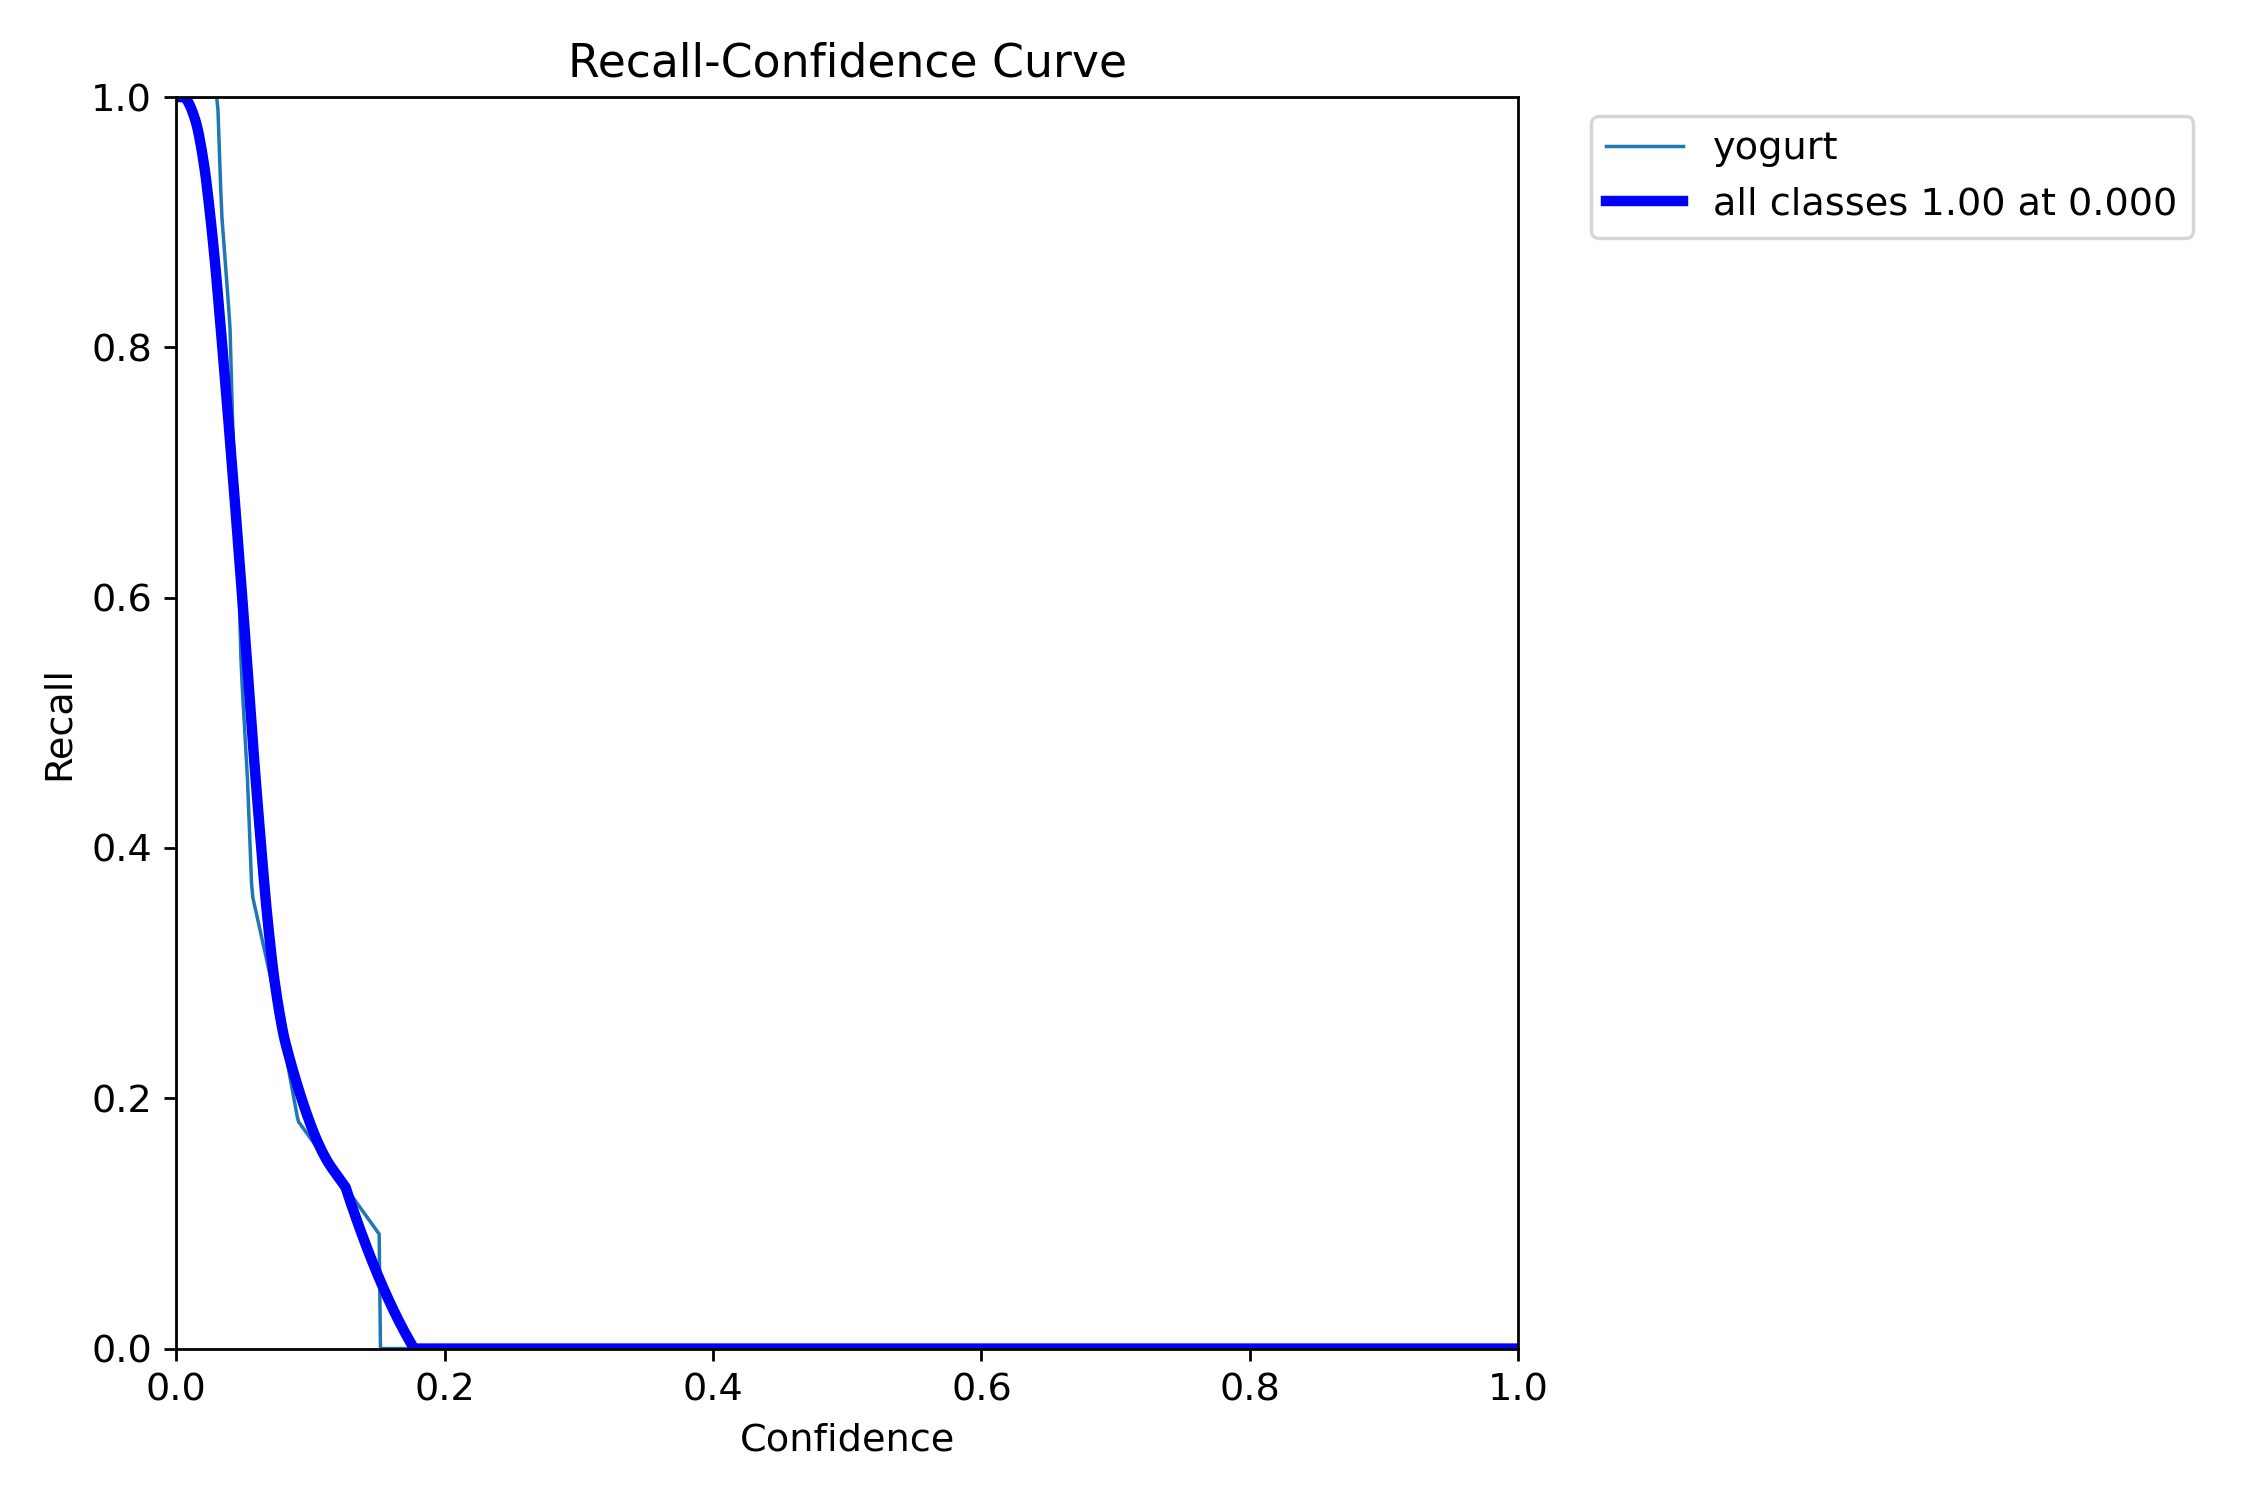 Recall-Confidence Curve
yogurt
all classes 1.00 at 0.000
1.0
0.8
0.6
0.4
0.2
0.0
Recall
0.0 0.2 0.4 0.6 0.8 1.0
Confidence